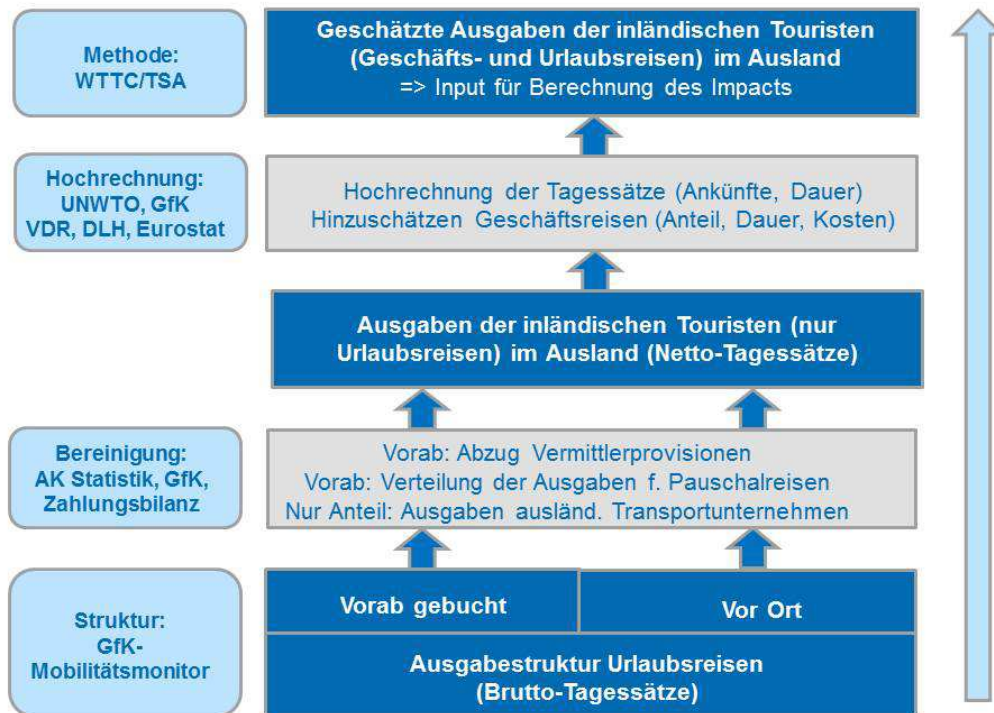 Methode:
WTTC/TSA
Geschätzte Ausgaben der inländischen Touristen
(Geschäfts- und Urlaubsreisen) im Ausland
=> Input für Berechnung des Impacts
Hochrechnung:
UNWTO, GfK
VDR, DLH, Eurostat
Hochrechnung der Tagessätze (Ankünfte, Dauer)
Hinzuschätzen Geschäftsreisen (Anteil, Dauer, Kosten)
Ausgaben der inländischen Touristen (nur
Urlaubsreisen) im Ausland (Netto-Tagessätze)
Bereinigung:
AK Statistik, GfK,
Zahlungsbilanz
Vorab: Abzug Vermittlerprovisionen
Vorab: Verteilung der Ausgaben f. Pauschalreisen
Nur Anteil: Ausgaben ausländ. Transportunternehmen
Struktur:
GfK-
Mobilitätsmonitor
Vorab gebucht
Vor Ort
Ausgabestruktur Urlaubsreisen
(Brutto-Tagessätze)